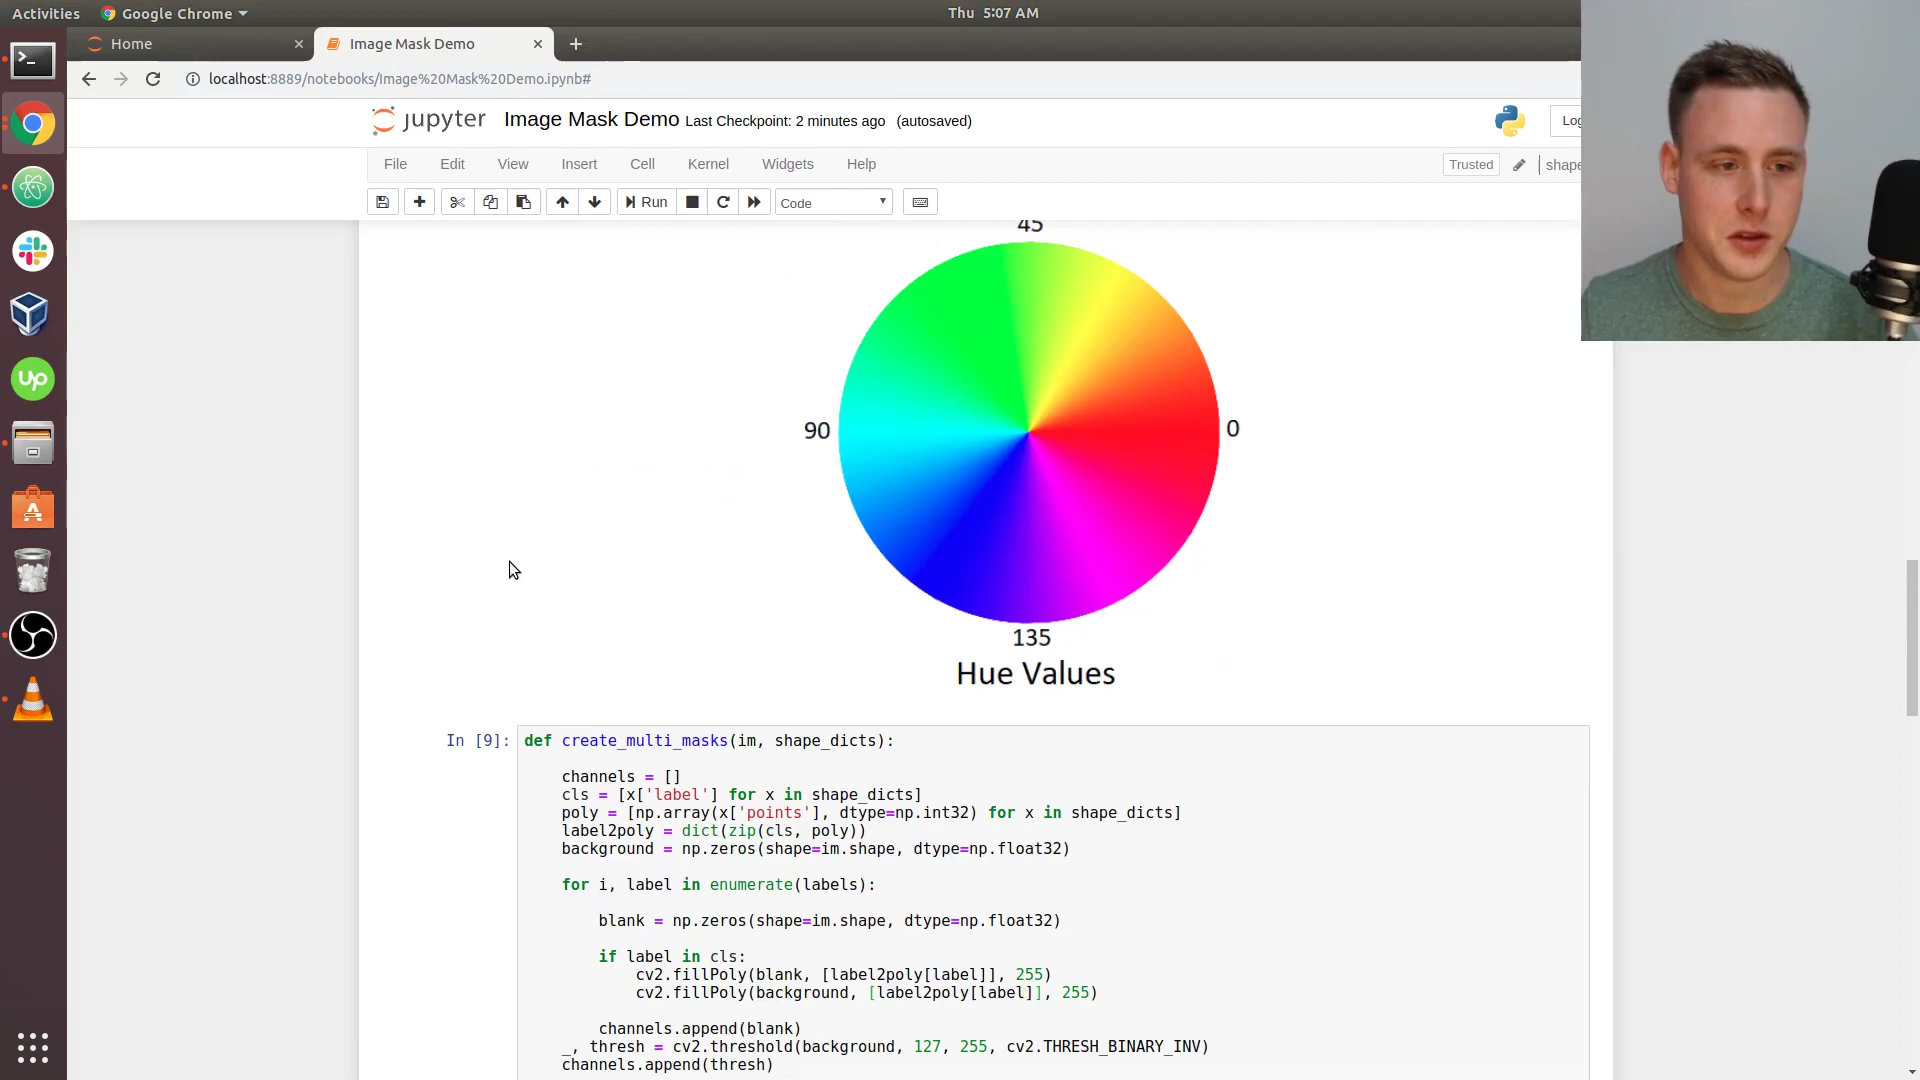 Activities
Google Chrome
Thu 5:07 AM
Home
Image Mask Demo
localhost:8889/notebooks/Image%20Mask%20Demo.ipynb#
jupyter
Image Mask Demo Last Checkpoint: 2 minutes ago (autosaved)
Log
File Edit View Insert Cell Kernel Widgets Help
Trusted
shape
Run
Code
up
45
90
0
135
Hue Values
In [9]:
def create_multi_masks(im, shape_dicts):
channels = []
cls = [x['label'] for x in shape_dicts]
poly = [np.array(x['points'], dtype=np.int32) for x in shape_dicts]
label2poly = dict(zip(cls, poly))
background = np.zeros(shape=im.shape, dtype=np.float32)
for i, label in enumerate(labels):
blank = np.zeros(shape=im.shape, dtype=np.float32)
if label in cls:
cv2.fillPoly(blank, [label2poly[label]], 255)
cv2.fillPoly(background, [label2poly[label]], 255)
channels.append(blank)
_, thresh = cv2.threshold(background, 127, 255, cv2.THRESH_BINARY_INV)
channels.append(thresh)